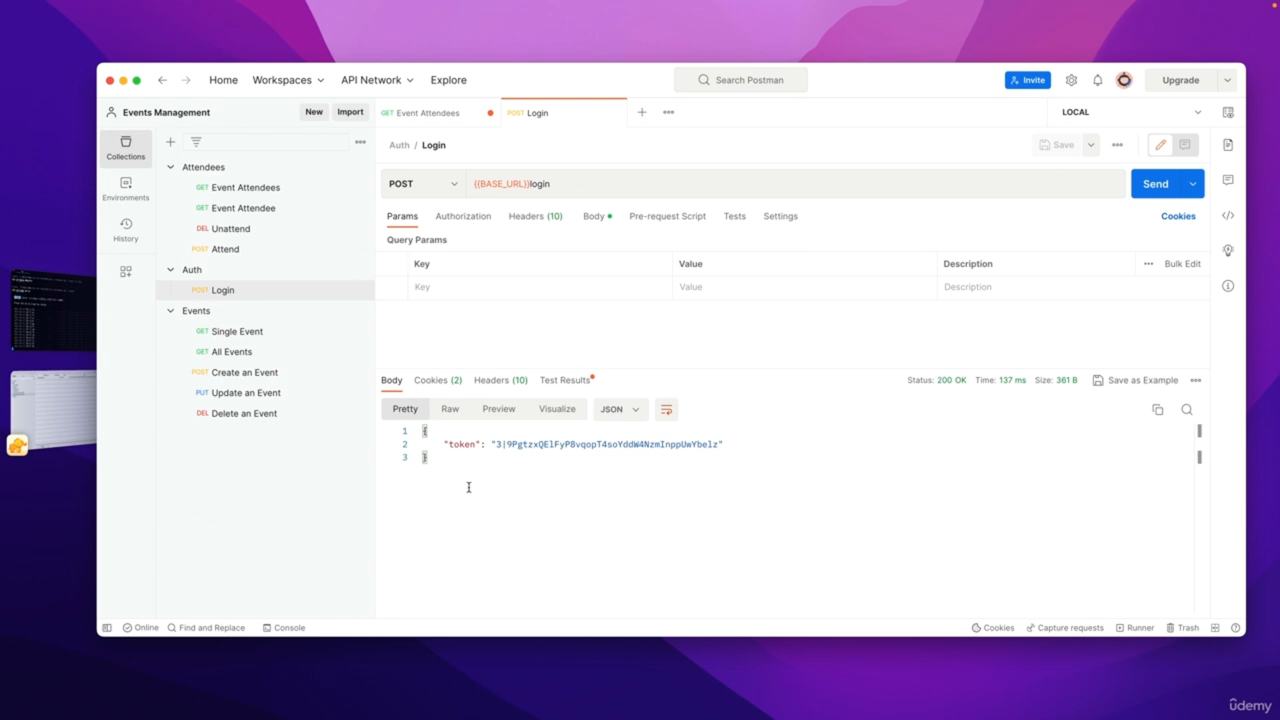 Home
Workspaces
API Network
Explore
Search Postman
Invite
Upgrade
Events Management
New
Import
GET Event Attendees
POST Login
LOCAL
Collections
Environments
History
Attendees
GET Event Attendees
GET Event Attendee
DEL Unattend
POST Attend
Auth
POST Login
Events
GET Single Event
GET All Events
POST Create an Event
PUT Update an Event
DEL Delete an Event
Auth / Login
Save
POST
{{BASE_URL}}login
Send
Params
Authorization
Headers (10)
Body
Pre-request Script
Tests
Settings
Cookies
Query Params
Key
Value
Description
Bulk Edit
Key
Value
Description
Body
Cookies (2)
Headers (10)
Test Results
Status: 200 OK
Time: 137 ms
Size: 361 B
Save as Example
Pretty
Raw
Preview
Visualize
JSON
1 {
2 "token": "3|9PgtzxQElFyP8vqopT4soYddW4NzmInppUwYbelz"
3 }
Online
Find and Replace
Console
Cookies
Capture requests
Runner
Trash
ûdemy